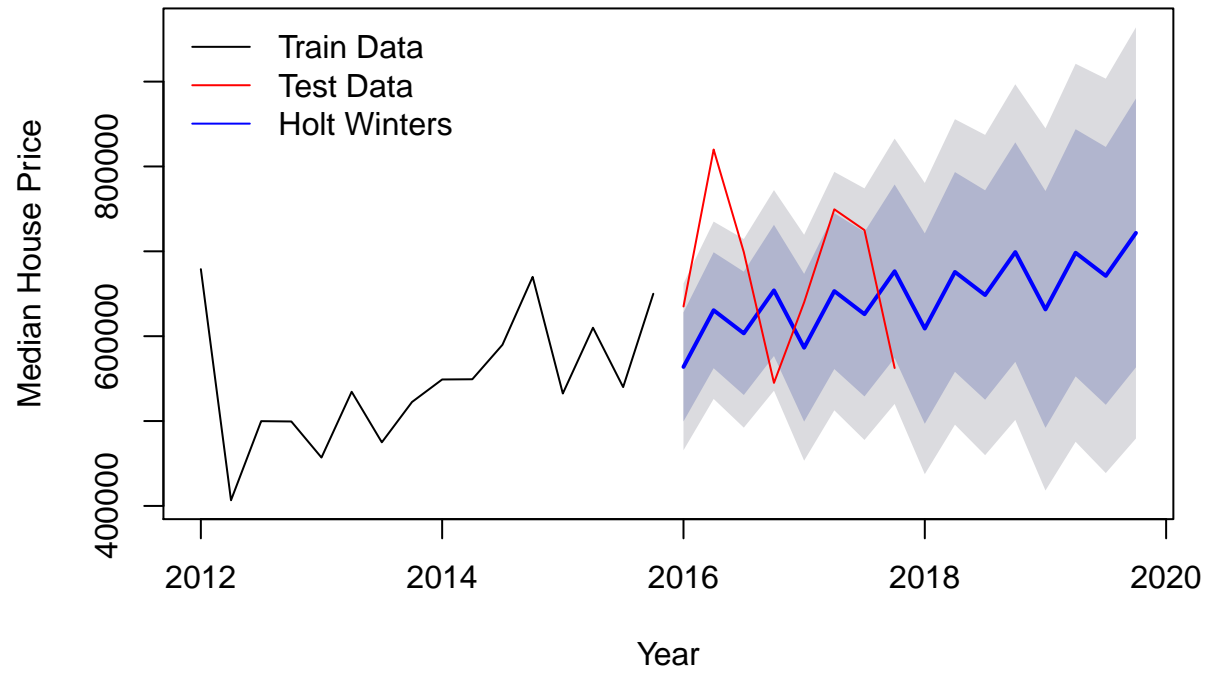 Train Data
Test Data
Holt Winters
Median House Price
800000
600000
400000
2012 2014 2016 2018 2020
Year